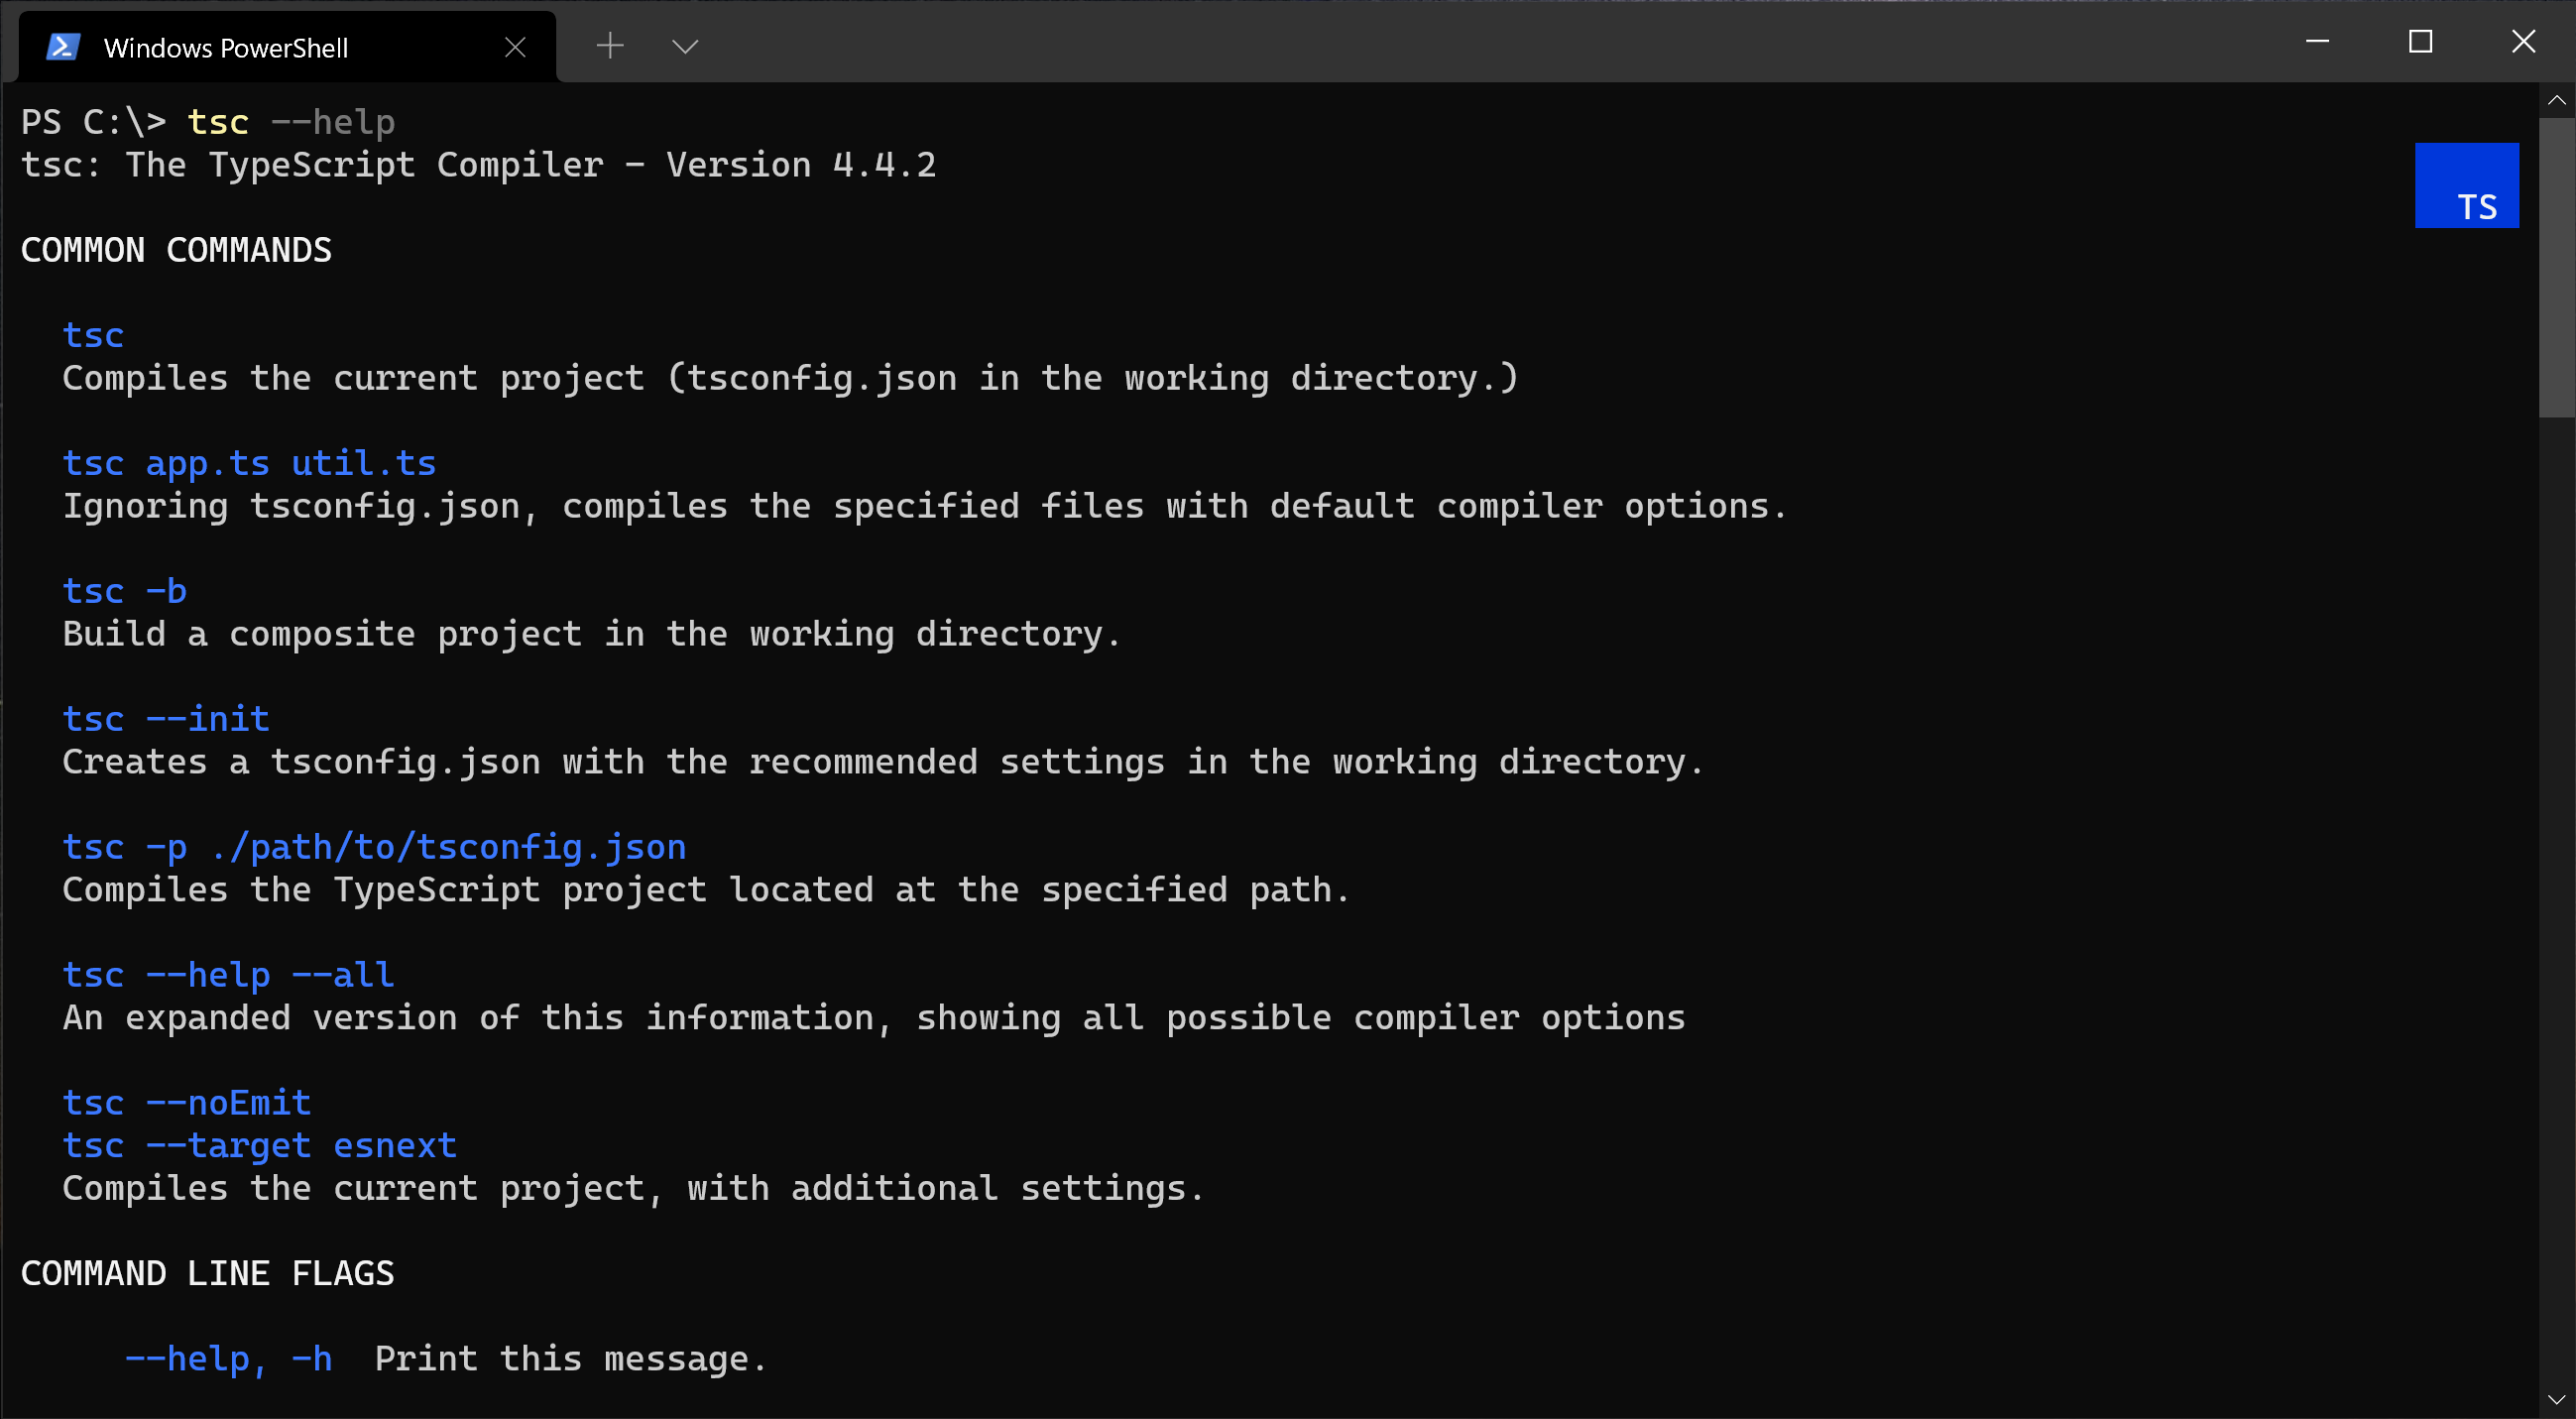 Windows PowerShell
PS C:\> tsc --help
tsc: The TypeScript Compiler - Version 4.4.2
TS
COMMON COMMANDS
tsc
Compiles the current project (tsconfig.json in the working directory.)
tsc app.ts util.ts
Ignoring tsconfig.json, compiles the specified files with default compiler options.
tsc -b
Build a composite project in the working directory.
tsc --init
Creates a tsconfig.json with the recommended settings in the working directory.
tsc -p ./path/to/tsconfig.json
Compiles the TypeScript project located at the specified path.
tsc --help --all
An expanded version of this information, showing all possible compiler options
tsc --noEmit
tsc --target esnext
Compiles the current project, with additional settings.
COMMAND LINE FLAGS
--help, -h  Print this message.